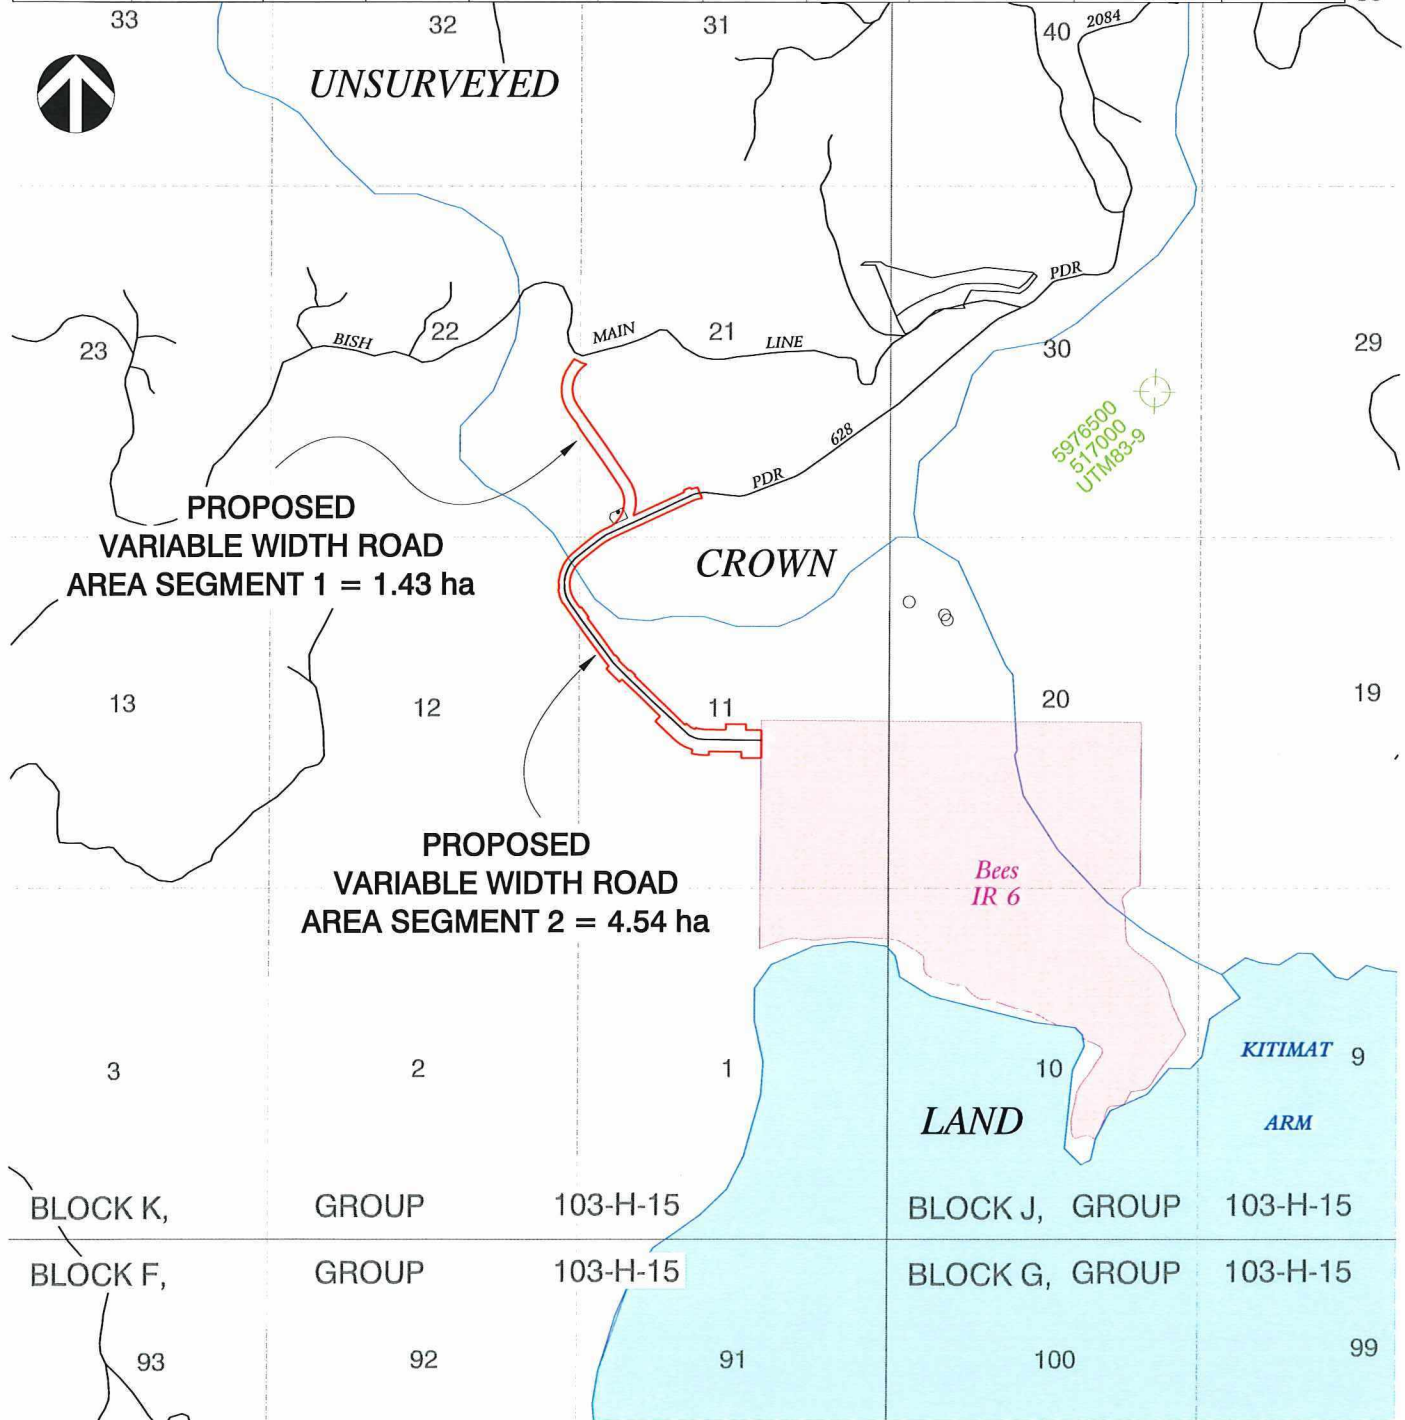 33
32
31
40
2084
UNSURVEYED
PDR
23
BISH
22
MAIN
21
LINE
30
29
5976500
517000
UTM83-9
628
PDR
PROPOSED
VARIABLE WIDTH ROAD
AREA SEGMENT 1 = 1.43 ha
CROWN
13
12
11
20
19
PROPOSED
VARIABLE WIDTH ROAD
AREA SEGMENT 2 = 4.54 ha
Bees
IR 6
3
2
1
10
KITIMAT
9
LAND
ARM
BLOCK K, GROUP 103-H-15
BLOCK J, GROUP 103-H-15
BLOCK F, GROUP 103-H-15
BLOCK G, GROUP 103-H-15
93
92
91
100
99